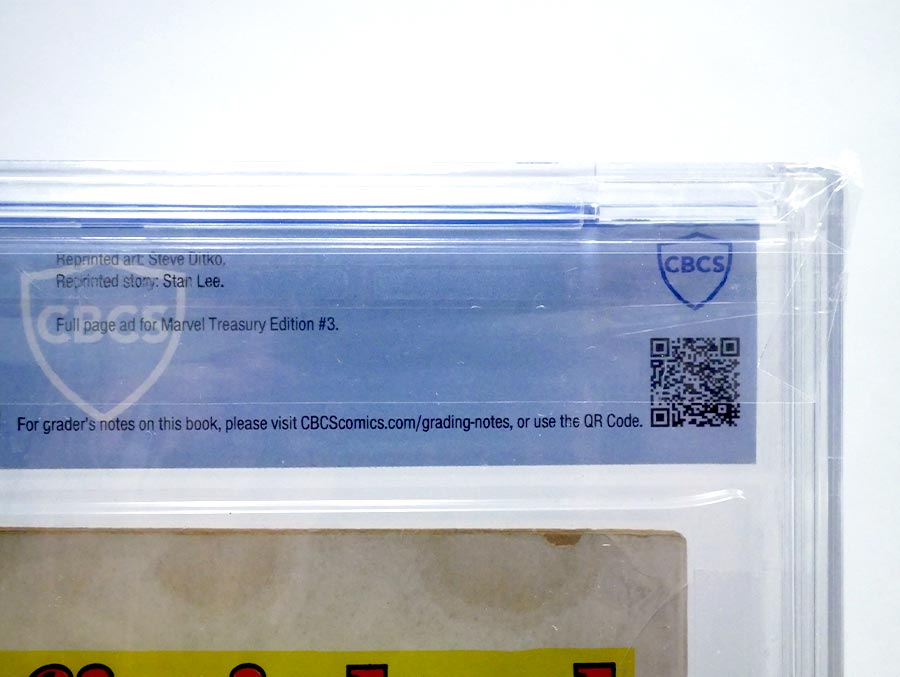 Reprinted art: Steve Ditko.
Reprinted story: Stan Lee.
CBCS
CBCS
Full page ad for Marvel Treasury Edition #3.
For grader's notes on this book, please visit CBCScomics.com/grading-notes, or use the QR Code.